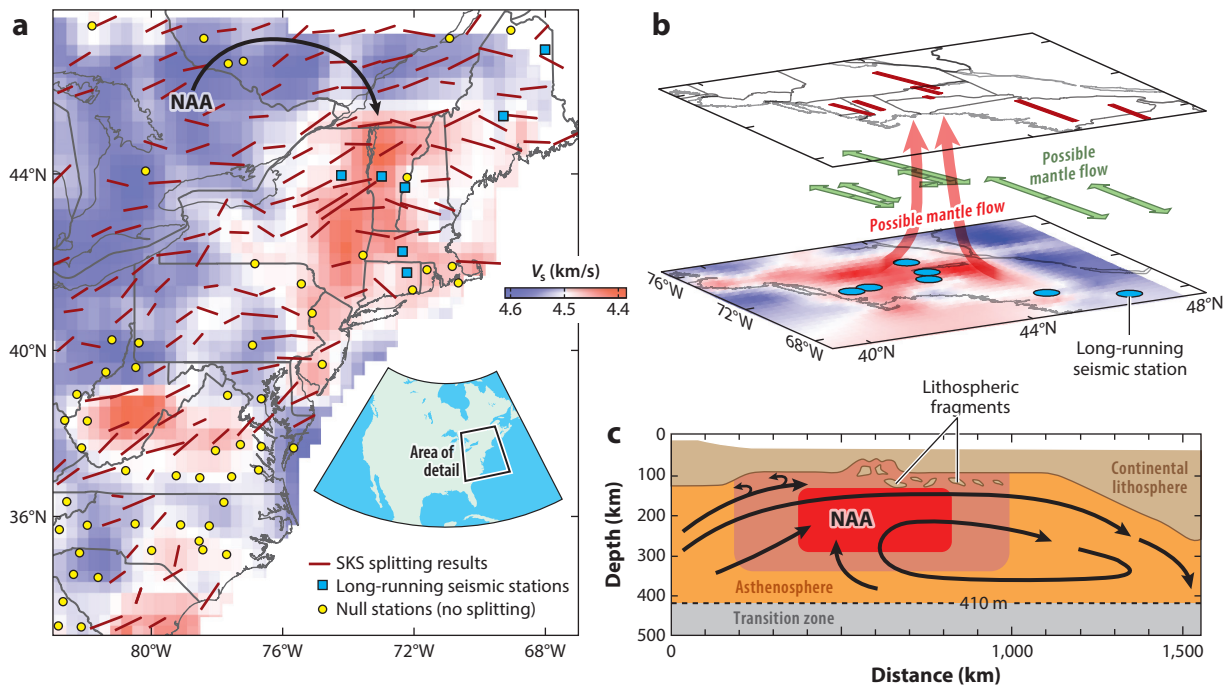 a
NAA
44°N
40°N
36°N
80°W
76°W
72°W
68°W
Vs (km/s)
4.6
4.5
4.4
Area of
detail
SKS splitting results
Long-running seismic stations
Null stations (no splitting)
b
Possible
mantle flow
Possible mantle flow
76°W
72°W
68°W
40°N
44°N
48°N
Long-running
seismic station
Lithospheric
fragments
c
0
100
200
300
400
500
Depth (km)
Continental
lithosphere
NAA
Asthenosphere
410 m
Transition zone
0
1,000
1,500
Distance (km)